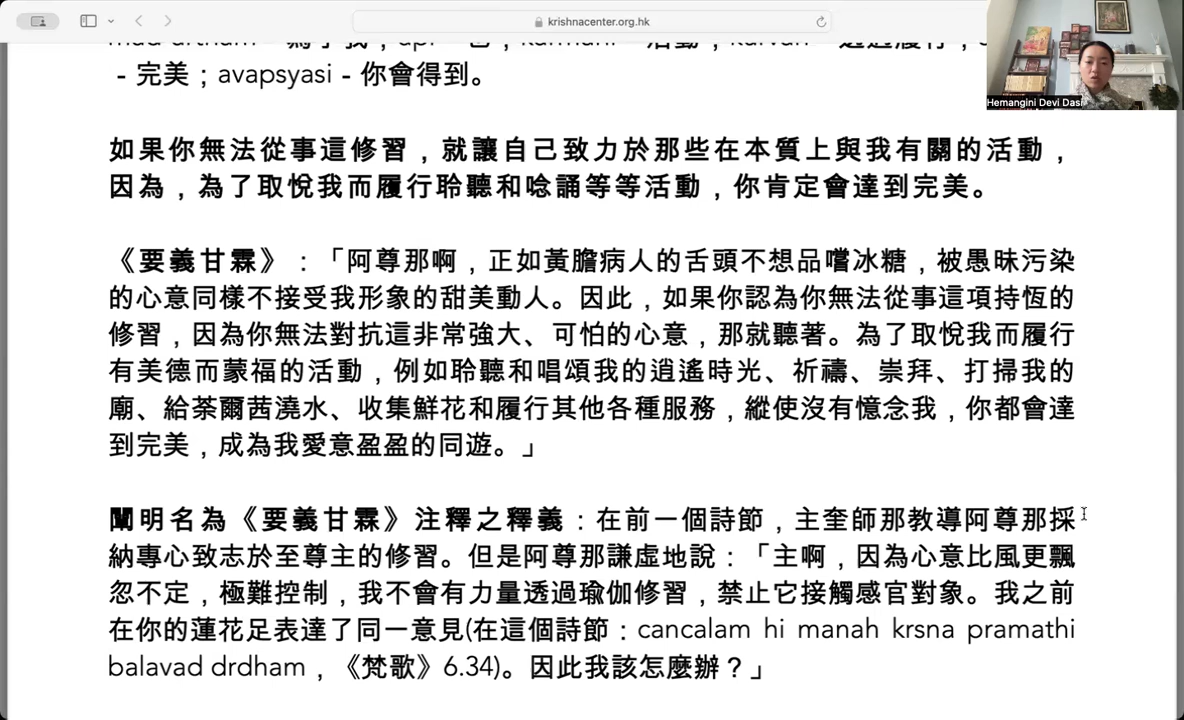 krishnacenter.org.hk
Hemangini Devi Dasi
- 完美；avapsyasi - 你會得到。
如果你無法從事這修習，就讓自己致力於那些在本質上與我有關的活動，
因為，為了取悅我而履行聆聽和唸誦等等活動，你肯定會達到完美。
《要義甘霖》：「阿尊那啊，正如黃膽病人的舌頭不想品嚐冰糖，被愚昧污染
的心意同樣不接受我形象的甜美動人。因此，如果你認為你無法從事這項持恆的
修習，因為你無法對抗這非常強大、可怕的心意，那就聽著。為了取悅我而履行
有美德而蒙福的活動，例如聆聽和唱頌我的逍遙時光、祈禱、崇拜、打掃我的
廟、給荼爾茜澆水、收集鮮花和履行其他各種服務，縱使沒有憶念我，你都會達
到完美，成為我愛意盈盈的同遊。」
闡明名為《要義甘霖》注釋之釋義：在前一個詩節，主奎師那教導阿尊那採
納專心致志於至尊主的修習。但是阿尊那謙虛地說：「主啊，因為心意比風更飄
忽不定，極難控制，我不會有力量透過瑜伽修習，禁止它接觸感官對象。我之前
在你的蓮花足表達了同一意見(在這個詩節：cancalam hi manah krsna pramathi
balavad drdham，《梵歌》6.34)。因此我該怎麼辦？」